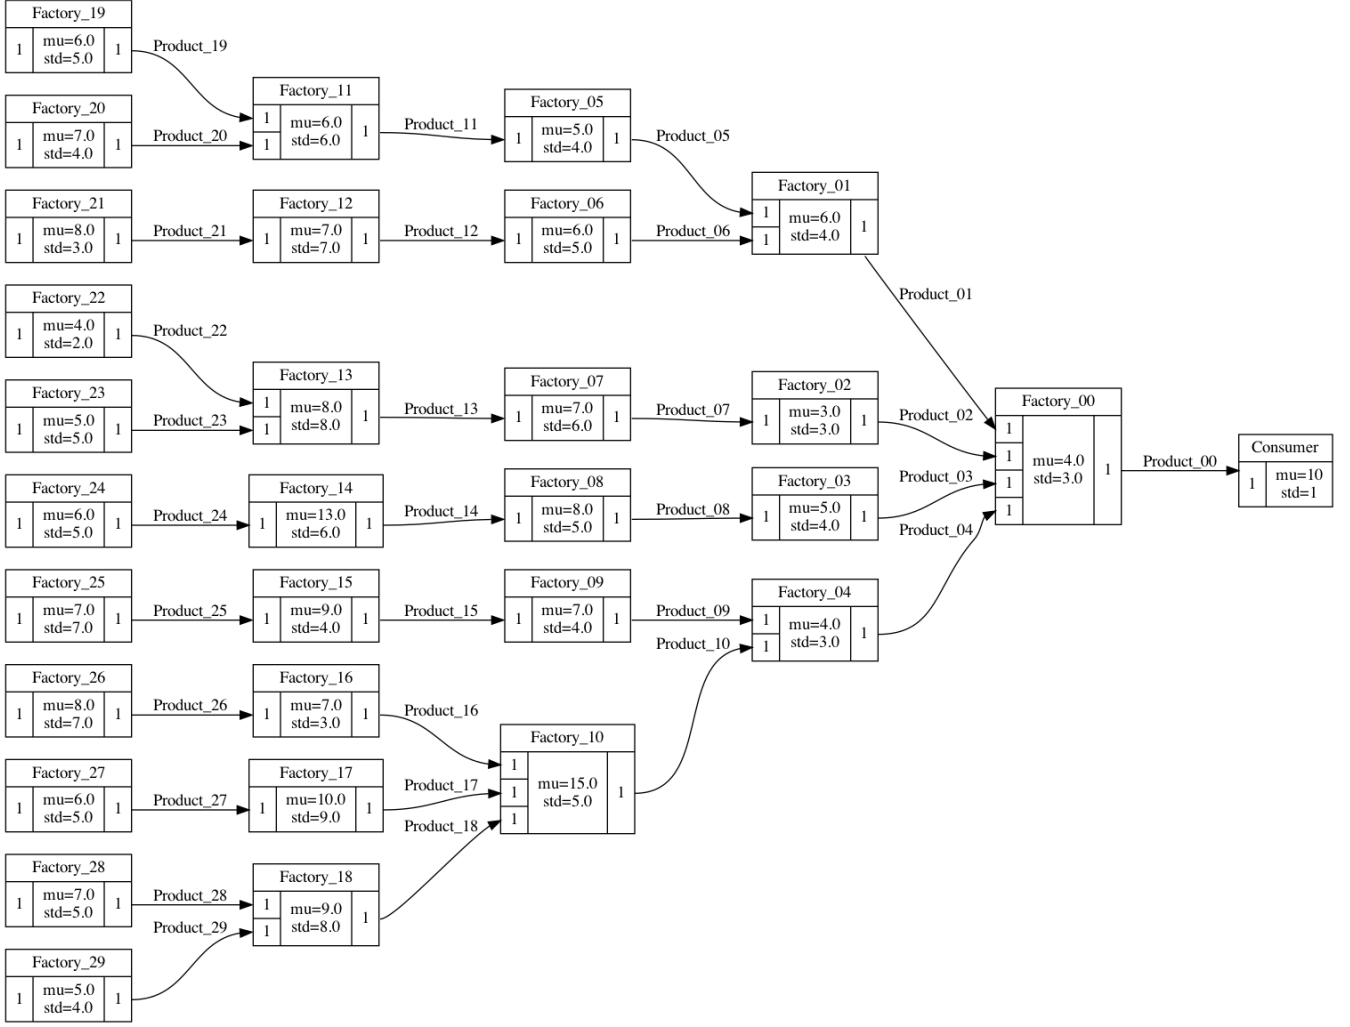 Factory_19
1 mu=6.0 1
std=5.0
Product_19
Factory_20
1 mu=7.0 1
std=4.0
Product_20
Factory_11
1 mu=6.0 1
1 std=6.0
Product_11
Factory_05
1 mu=5.0 1
std=4.0
Product_05
Factory_21
1 mu=8.0 1
std=3.0
Product_21
Factory_12
1 mu=7.0 1
std=7.0
Product_12
Factory_06
1 mu=6.0 1
std=5.0
Product_06
Factory_01
1 mu=6.0 1
1 std=4.0
Product_01
Factory_22
1 mu=4.0 1
std=2.0
Product_22
Factory_23
1 mu=5.0 1
std=5.0
Product_23
Factory_13
1 mu=8.0 1
1 std=8.0
Product_13
Factory_07
1 mu=7.0 1
std=6.0
Product_07
Factory_02
1 mu=3.0 1
std=3.0
Product_02
Factory_24
1 mu=6.0 1
std=5.0
Product_24
Factory_14
1 mu=13.0 1
std=6.0
Product_14
Factory_08
1 mu=8.0 1
std=5.0
Product_08
Factory_03
1 mu=5.0 1
std=4.0
Product_03
Product_04
Factory_00
1
1 mu=4.0 1
1 std=3.0
1
Product_00
Consumer
1 mu=10
std=1
Factory_25
1 mu=7.0 1
std=7.0
Product_25
Factory_15
1 mu=9.0 1
std=4.0
Product_15
Factory_09
1 mu=7.0 1
std=4.0
Product_09
Product_10
Factory_04
1 mu=4.0 1
1 std=3.0
Factory_26
1 mu=8.0 1
std=7.0
Product_26
Factory_16
1 mu=7.0 1
std=3.0
Product_16
Factory_27
1 mu=6.0 1
std=5.0
Product_27
Factory_17
1 mu=10.0 1
std=9.0
Product_17
Product_18
Factory_10
1
1 mu=15.0 1
1 std=5.0
Factory_28
1 mu=7.0 1
std=5.0
Product_28
Product_29
Factory_18
1 mu=9.0 1
1 std=8.0
Factory_29
1 mu=5.0 1
std=4.0